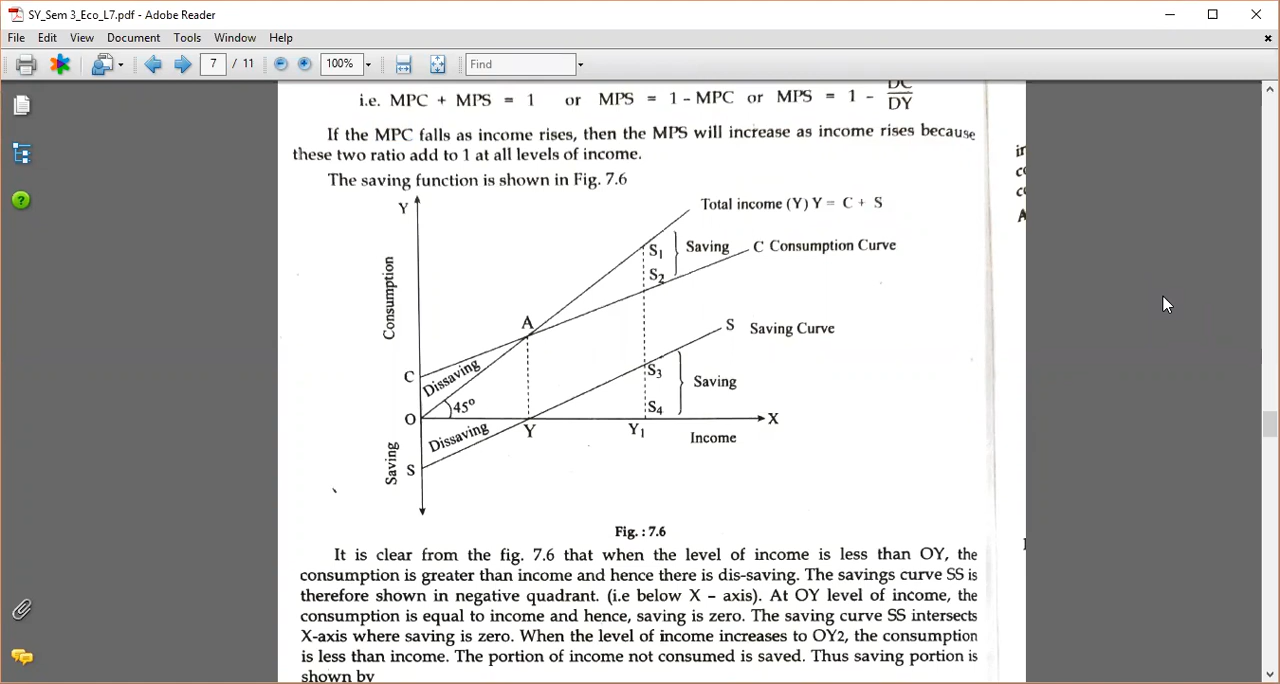 SY_Sem 3_Eco_L7.pdf - Adobe Reader
File Edit View Document Tools Window Help
7 / 11 100% Find
i.e. MPC + MPS = 1 or MPS = 1 - MPC or MPS = 1 - DC
DY
If the MPC falls as income rises, then the MPS will increase as income rises because
these two ratio add to 1 at all levels of income.
The saving function is shown in Fig. 7.6
Y
Total income (Y) Y = C + S
S1 Saving
C Consumption Curve
S2
Consumption
A
S Saving Curve
C
Dissaving
S3
Saving
45°
S4
O
X
Y
Y1
Income
Dissaving
Saving
S
Fig. : 7.6
It is clear from the fig. 7.6 that when the level of income is less than OY, the
consumption is greater than income and hence there is dis-saving. The savings curve SS is
therefore shown in negative quadrant. (i.e below X – axis). At OY level of income, the
consumption is equal to income and hence, saving is zero. The saving curve SS intersects
X-axis where saving is zero. When the level of income increases to OY2, the consumption
is less than income. The portion of income not consumed is saved. Thus saving portion is
shown by